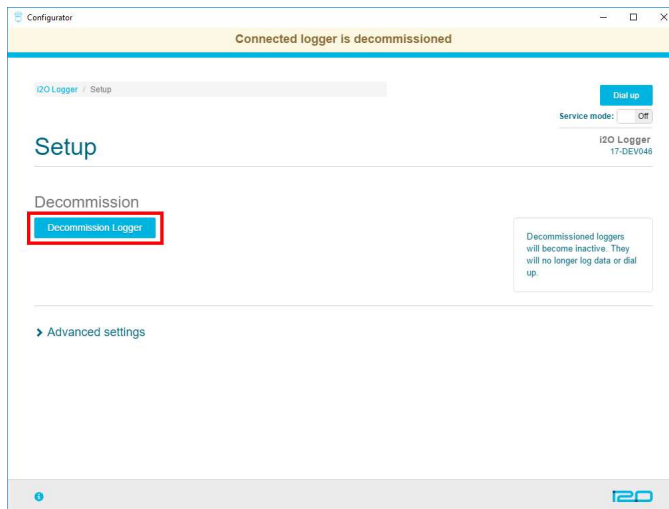 Configurator
Connected logger is decommissioned
i2O Logger / Setup
Dial up
Service mode: Off
Setup
i2O Logger
17-DEV046
Decommission
Decommission Logger
Decommissioned loggers
will become inactive. They
will no longer log data or dial
up.
Advanced settings
i2O